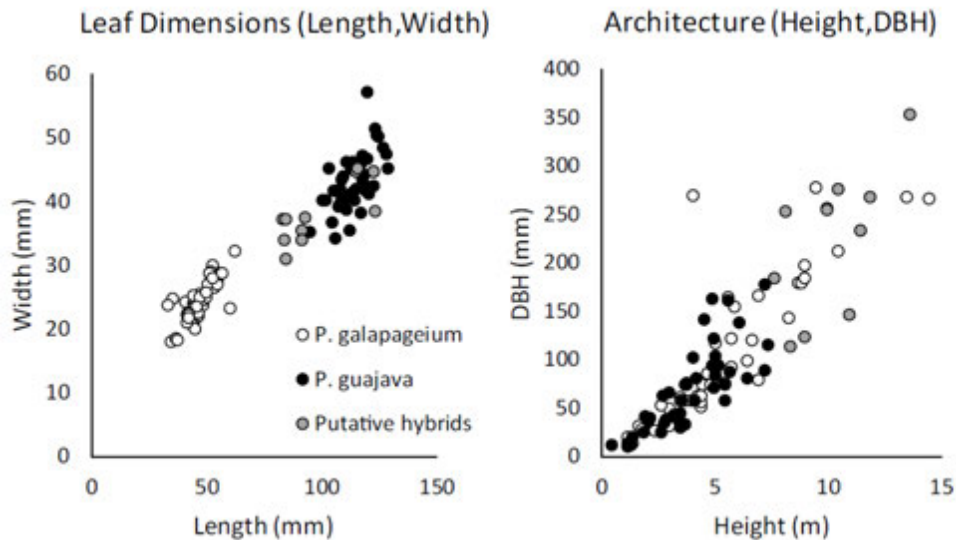 Leaf Dimensions (Length,Width)
60
50
40
30
20
10
0
Width (mm)
P. galapageium
P. guajava
Putative hybrids
0 50 100 150
Length (mm)
Architecture (Height,DBH)
400
350
300
250
200
150
100
50
0
DBH (mm)
0 5 10 15
Height (m)